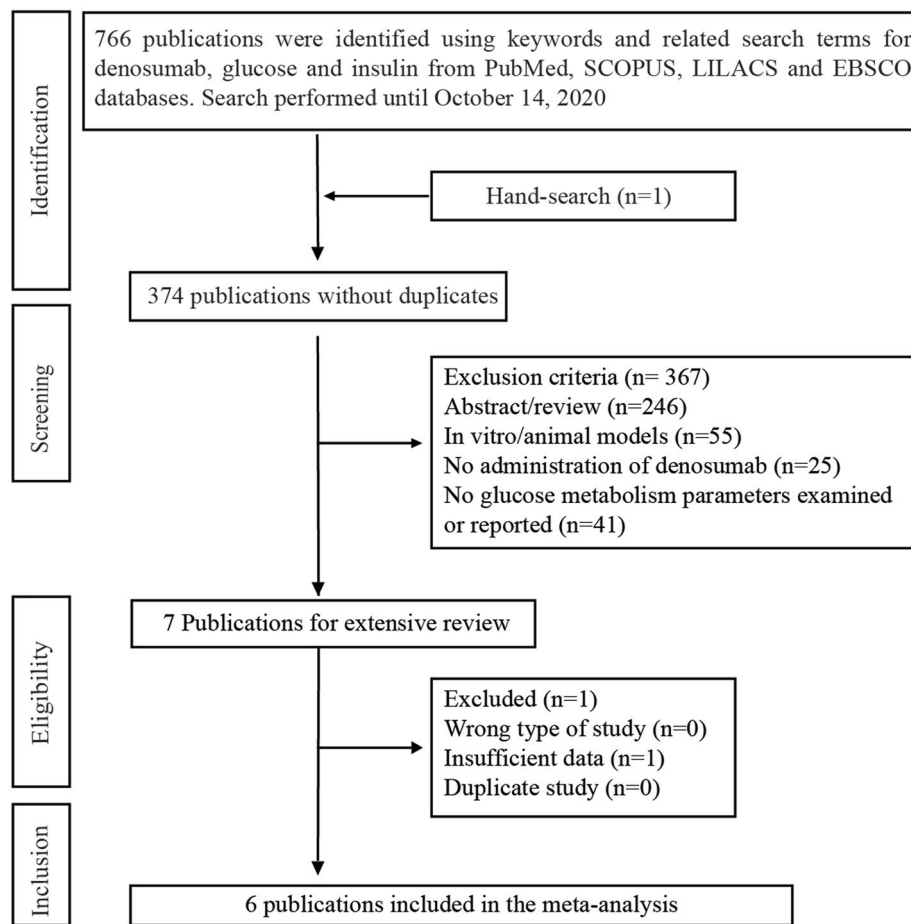 Identification
766 publications were identified using keywords and related search terms for
denosumab, glucose and insulin from PubMed, SCOPUS, LILACS and EBSCO
databases. Search performed until October 14, 2020
Hand-search (n=1)
374 publications without duplicates
Screening
Exclusion criteria (n= 367)
Abstract/review (n=246)
In vitro/animal models (n=55)
No administration of denosumab (n=25)
No glucose metabolism parameters examined
or reported (n=41)
Eligibility
7 Publications for extensive review
Excluded (n=1)
Wrong type of study (n=0)
Insufficient data (n=1)
Duplicate study (n=0)
Inclusion
6 publications included in the meta-analysis